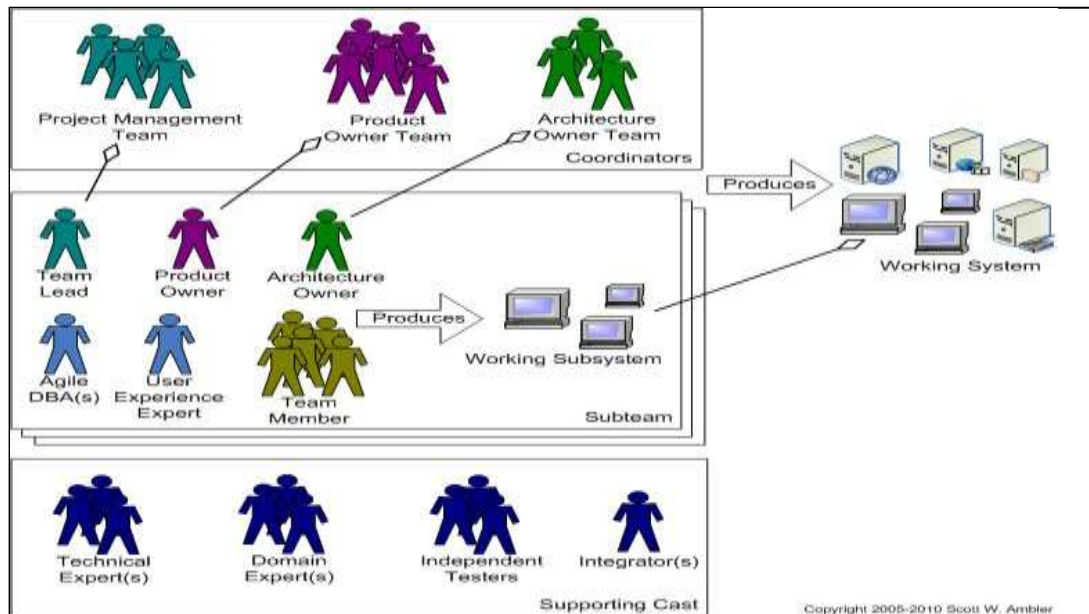 Project Management
Team
Product
Owner Team
Architecture
Owner Team
Coordinators
Produces
Working System
Team
Lead
Product
Owner
Architecture
Owner
Produces
Working Subsystem
Agile
DBA(s)
User
Experience
Expert
Team
Member
Subteam
Technical
Expert(s)
Domain
Expert(s)
Independent
Testers
Integrator(s)
Supporting Cast
Copyright 2005-2010 Scott W. Ambler